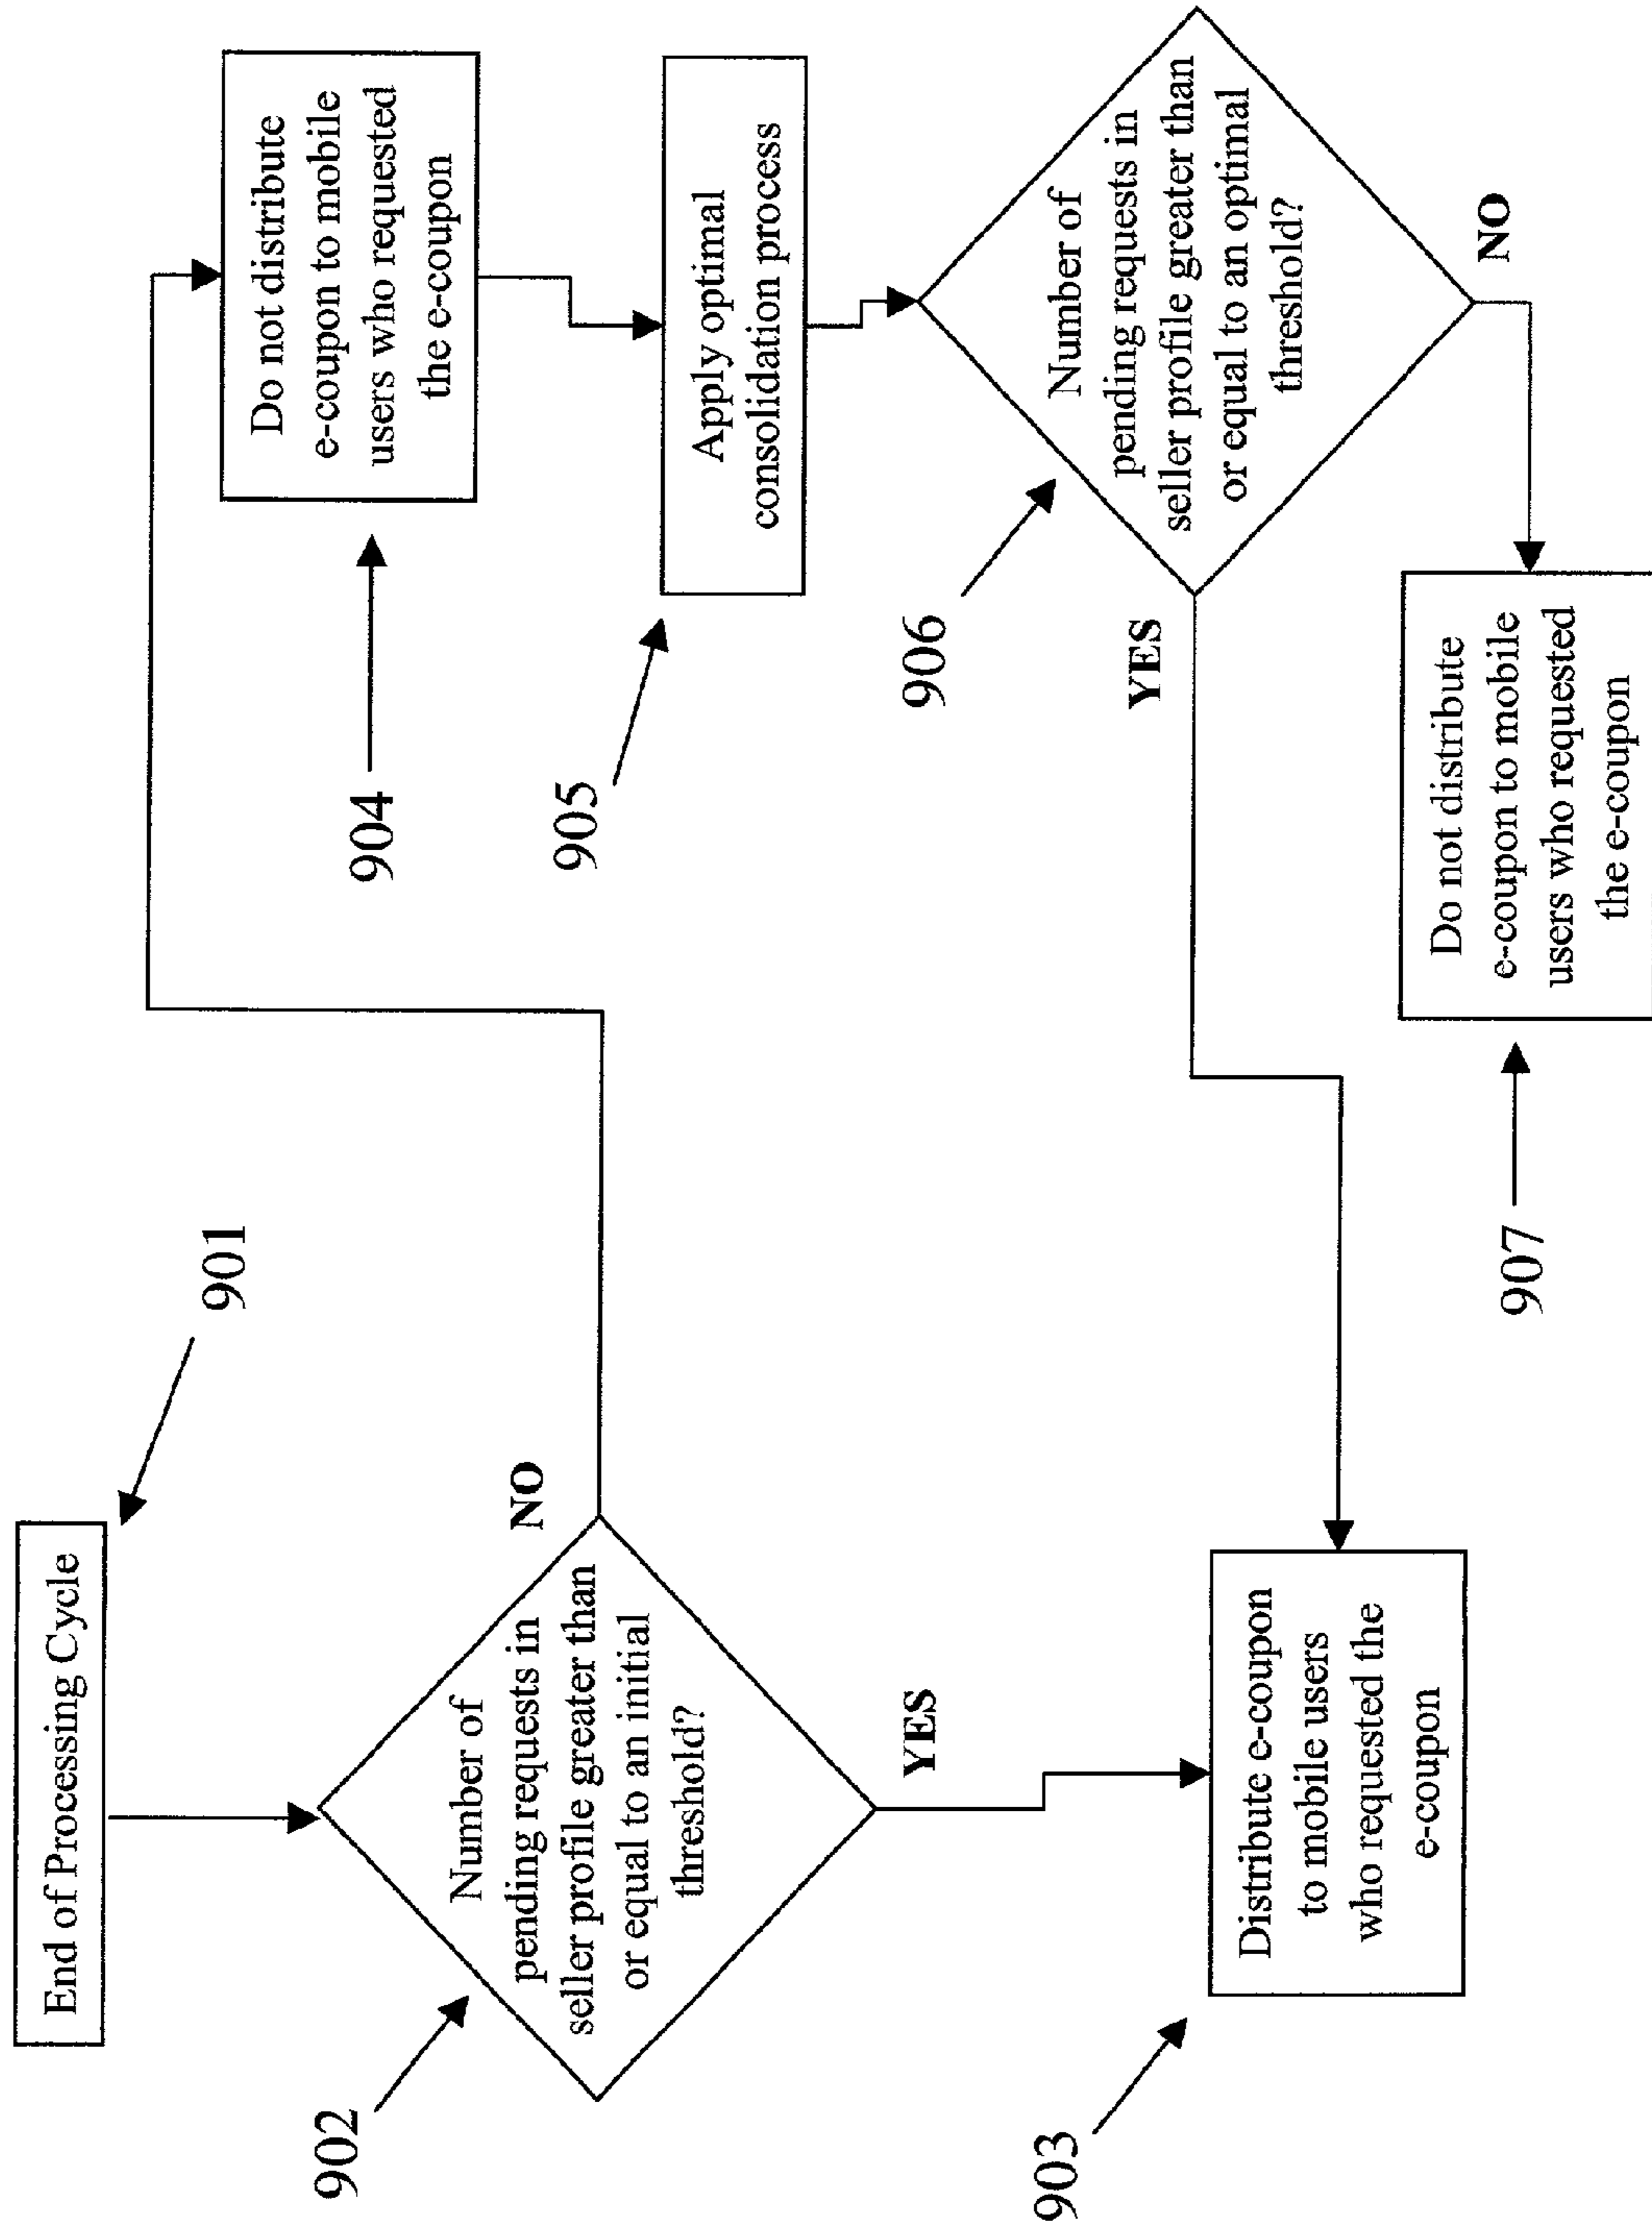 End of Processing Cycle
901
902
Number of
pending requests in
seller profile greater than
or equal to an initial
threshold?
NO
YES
903
Distribute e-coupon
to mobile users
who requested the
e-coupon
904
Do not distribute
e-coupon to mobile
users who requested
the e-coupon
905
Apply optimal
consolidation process
906
Number of
pending requests in
seller profile greater than
or equal to an optimal
threshold?
YES
NO
907
Do not distribute
e-coupon to mobile
users who requested
the e-coupon